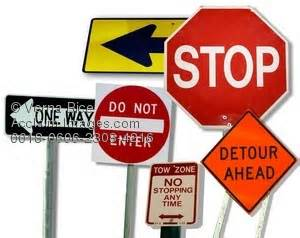 STOP
ONE WAY
DO NOT
ENTER
DETOUR
AHEAD
TOW ZONE
NO
STOPPING
ANY
TIME